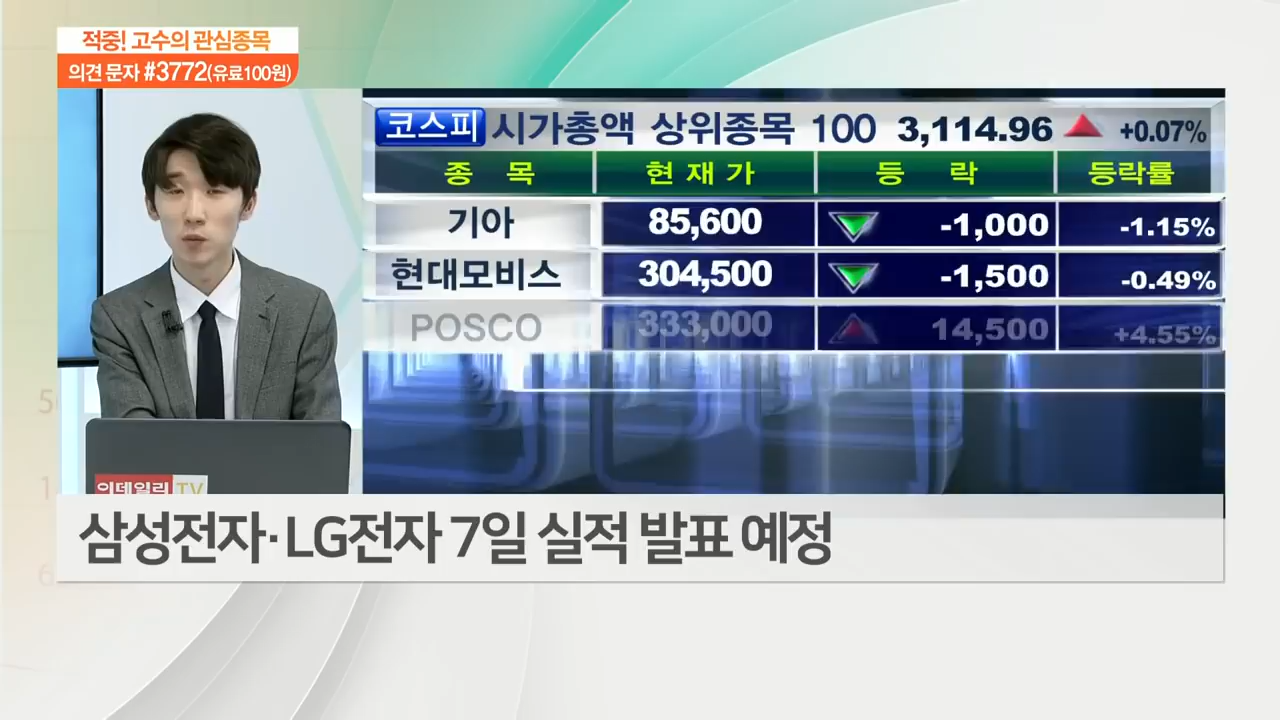 적중! 고수의 관심종목
의견 문자 #3772(유료100원)
코스피 시가총액 상위종목 100 3,114.96 ▲ +0.07%
종 목 현 재 가 등 락 등락률
기아 85,600 ▼ -1,000 -1.15%
현대모비스 304,500 ▼ -1,500 -0.49%
POSCO 333,000 ▲ 14,500 +4.55%
이데일리 TV
삼성전자·LG전자 7일 실적 발표 예정